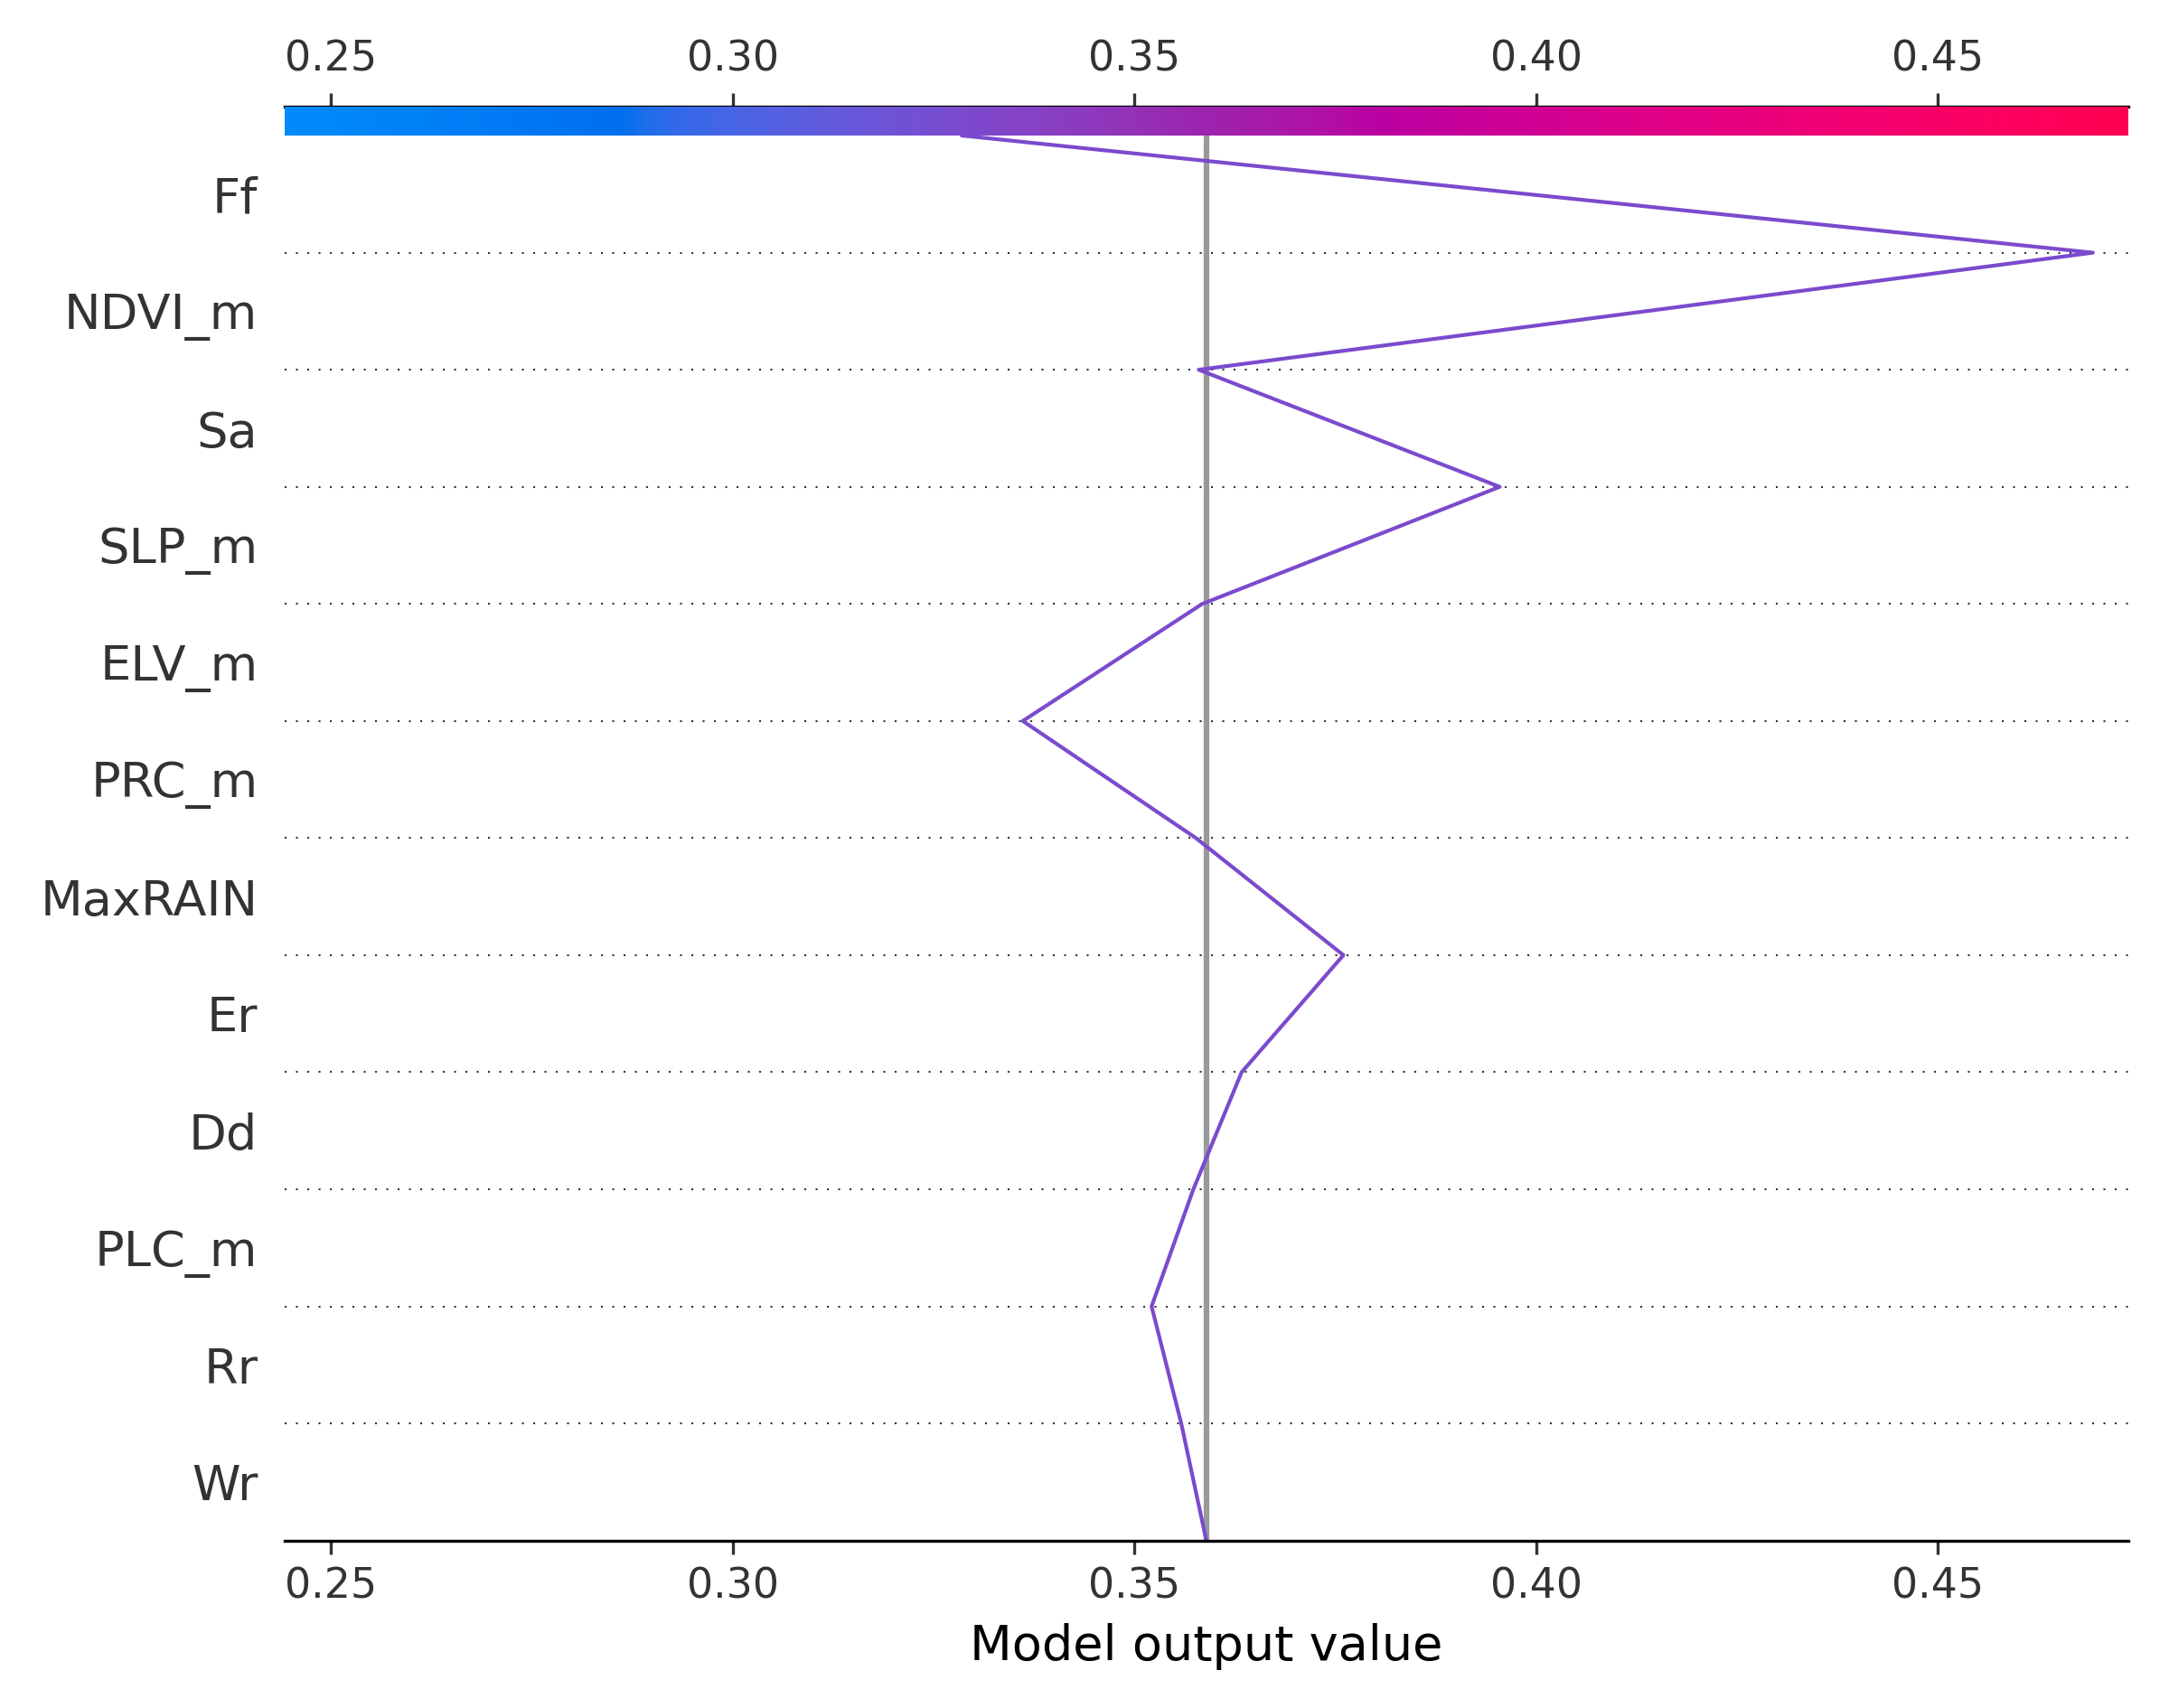 0.25 0.30 0.35 0.40 0.45
Ff
NDVI_m
Sa
SLP_m
ELV_m
PRC_m
MaxRAIN
Er
Dd
PLC_m
Rr
Wr
0.25 0.30 0.35 0.40 0.45
Model output value